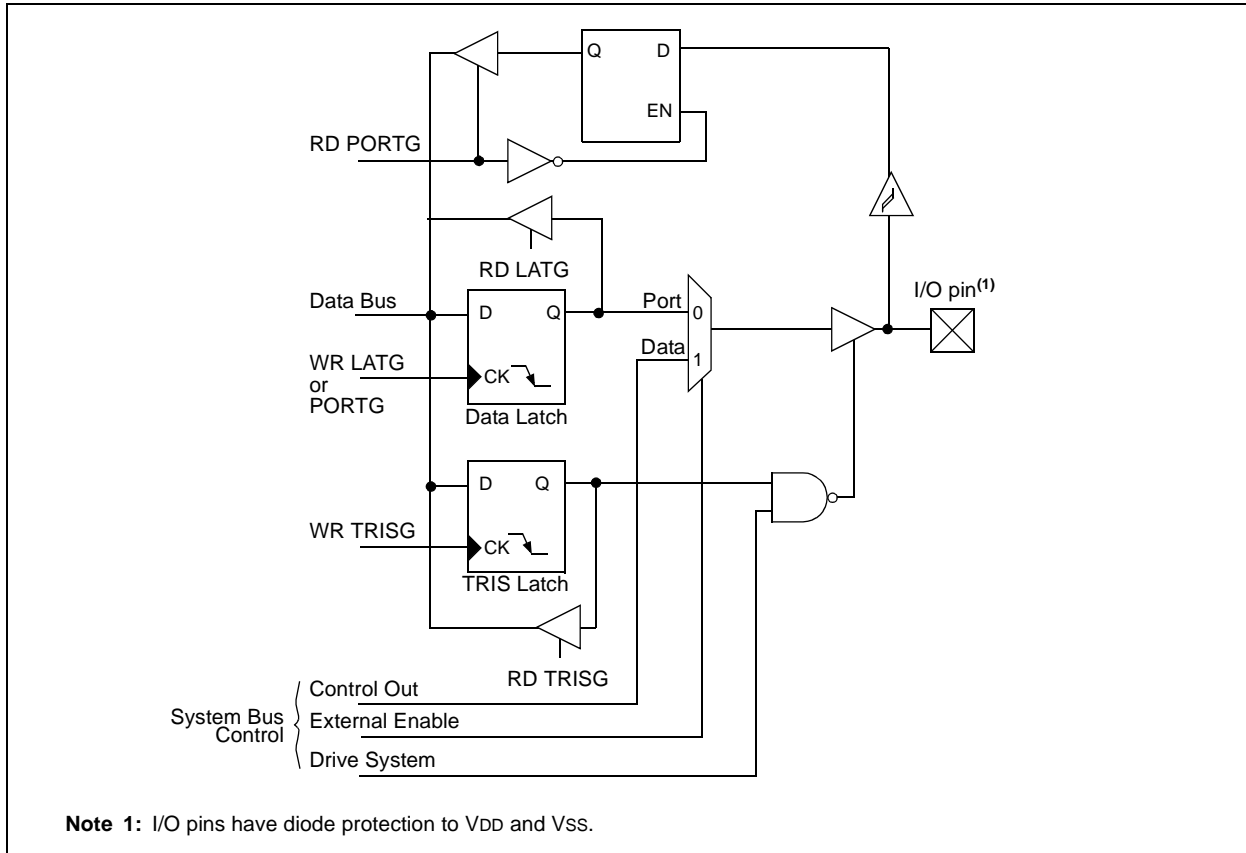 Q D
EN
RD PORTG
RD LATG
I/O pin(1)
Data Bus
D Q
Port 0
Data 1
WR LATG
or
PORTG
CK
Data Latch
D Q
WR TRISG
CK
TRIS Latch
RD TRISG
System Bus
Control
Control Out
External Enable
Drive System
Note 1: I/O pins have diode protection to VDD and VSS.